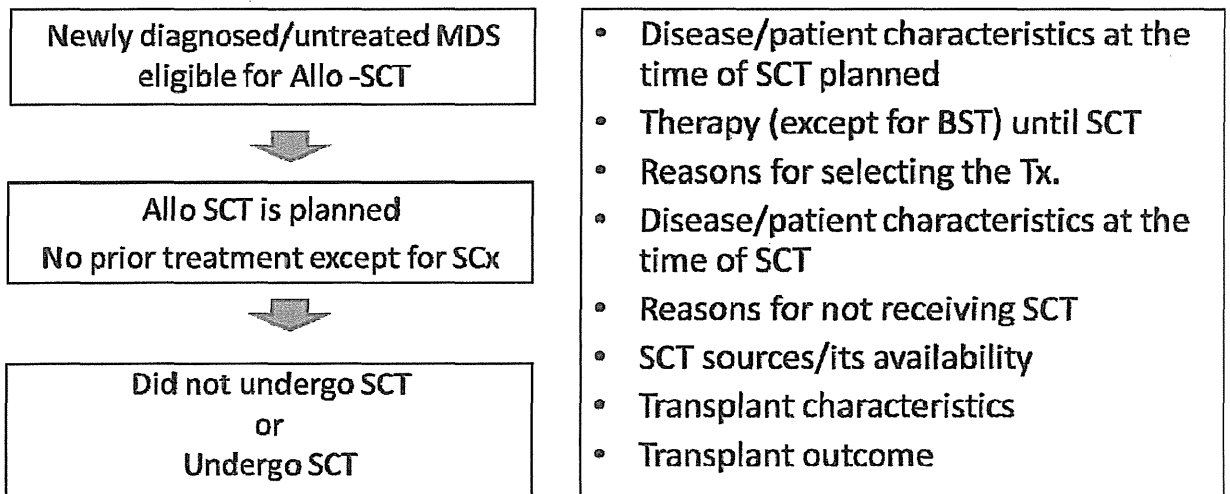 Newly diagnosed/untreated MDS
eligible for Allo -SCT
Allo SCT is planned
No prior treatment except for SCx
Did not undergo SCT
or
Undergo SCT
• Disease/patient characteristics at the
time of SCT planned
• Therapy (except for BST) until SCT
• Reasons for selecting the Tx.
• Disease/patient characteristics at the
time of SCT
• Reasons for not receiving SCT
• SCT sources/its availability
• Transplant characteristics
• Transplant outcome